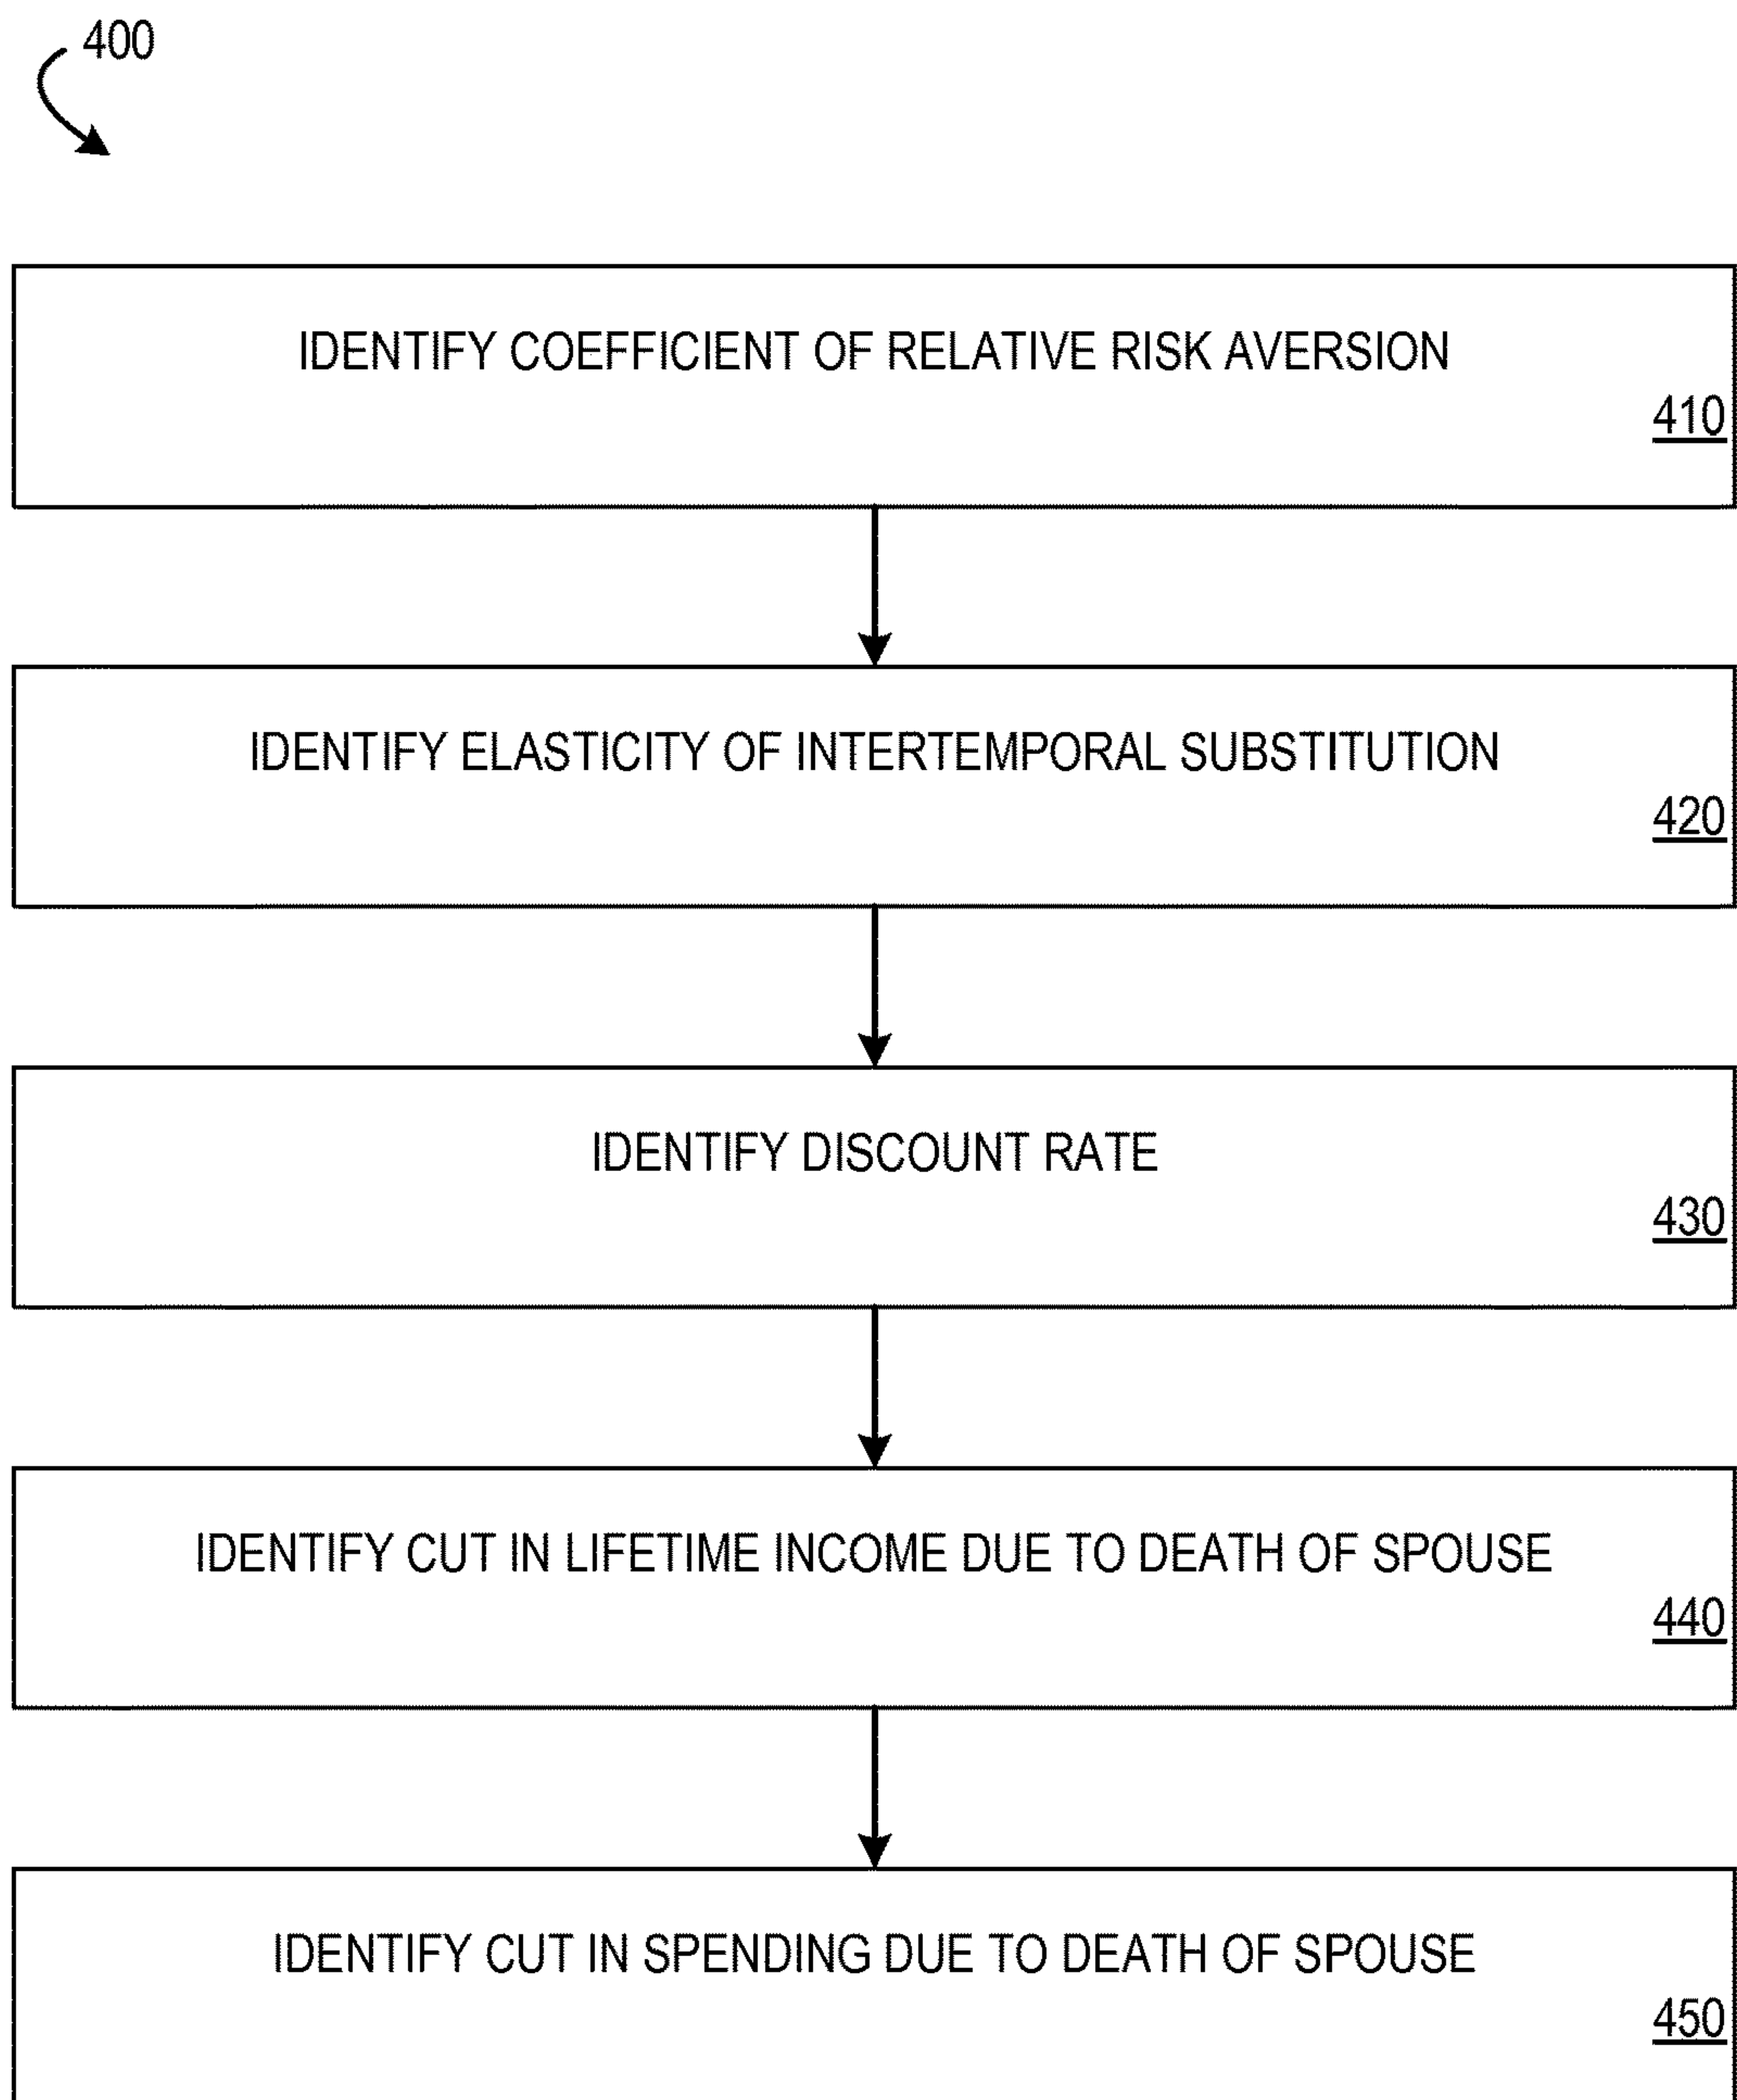 400
IDENTIFY COEFFICIENT OF RELATIVE RISK AVERSION
410
IDENTIFY ELASTICITY OF INTERTEMPORAL SUBSTITUTION
420
IDENTIFY DISCOUNT RATE
430
IDENTIFY CUT IN LIFETIME INCOME DUE TO DEATH OF SPOUSE
440
IDENTIFY CUT IN SPENDING DUE TO DEATH OF SPOUSE
450